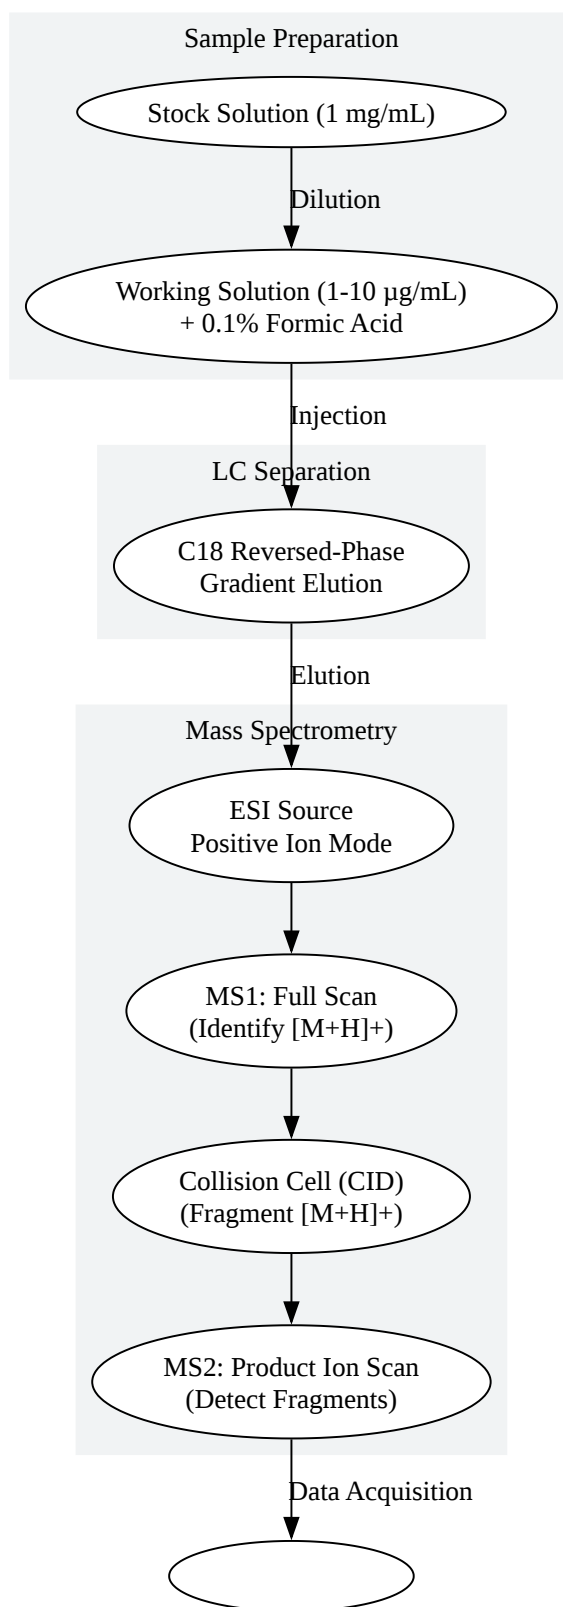 Sample Preparation
Stock Solution (1 mg/mL)
Dilution
Working Solution (1-10 µg/mL)
+ 0.1% Formic Acid
Injection
LC Separation
C18 Reversed-Phase
Gradient Elution
Elution
Mass Spectrometry
ESI Source
Positive Ion Mode
MS1: Full Scan
(Identify [M+H]+)
Collision Cell (CID)
(Fragment [M+H]+)
MS2: Product Ion Scan
(Detect Fragments)
Data Acquisition